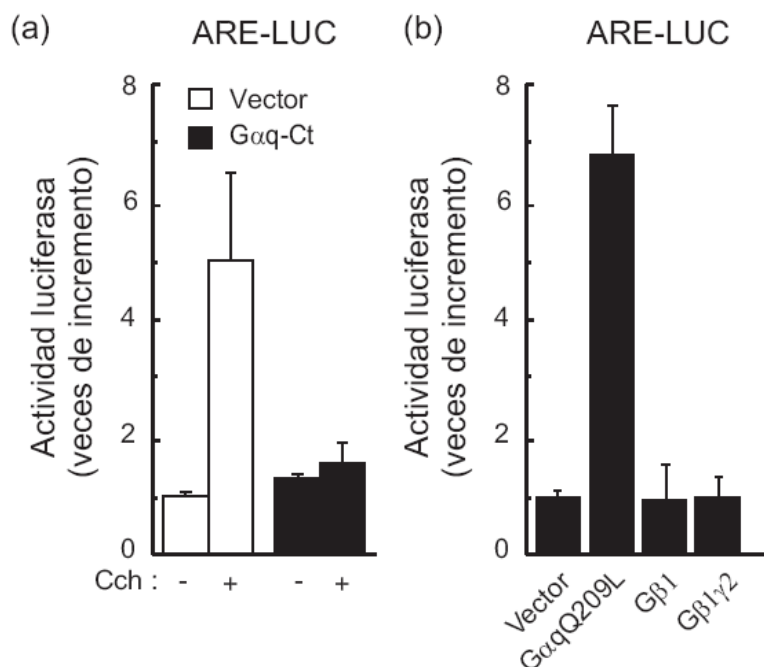 (a)
ARE-LUC
Actividad luciferasa
(veces de incremento)
8
6
4
2
0
Vector
Gαq-Ct
Cch : - + - +
(b)
ARE-LUC
Actividad luciferasa
(veces de incremento)
8
6
4
2
0
Vector
GαqQ209L
Gβ1
Gβ1γ2